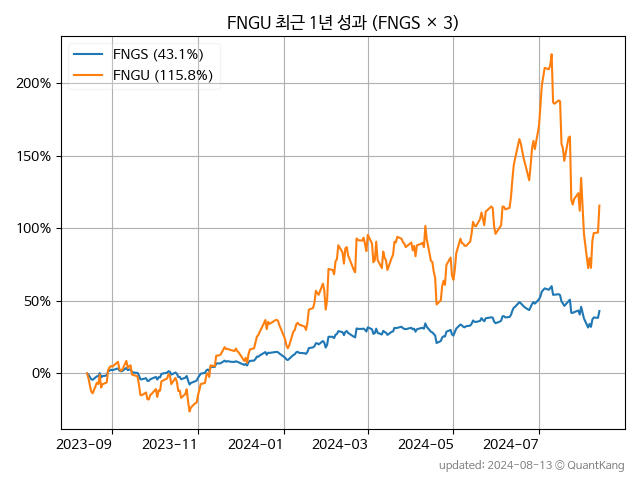 FNGU 최근 1년 성과 (FNGS × 3)
FNGS (43.1%)
FNGU (115.8%)
200%
150%
100%
50%
0%
2023-09 2023-11 2024-01 2024-03 2024-05 2024-07
updated: 2024-08-13 © QuantKang